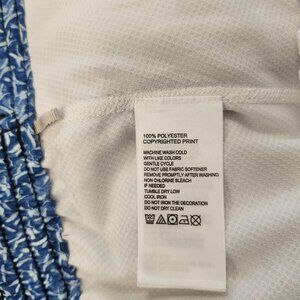 100% POLYESTER
COPYRIGHTED PRINT
MACHINE WASH COLD
WITH LIKE COLORS
GENTLE CYCLE
DO NOT USE FABRIC SOFTENER
REMOVE PROMPTLY AFTER WASHING
NON CHLORINE BLEACH
IF NEEDED
TUMBLE DRY LOW
COOL IRON
DO NOT IRON THE DECORATION
DO NOT DRY CLEAN